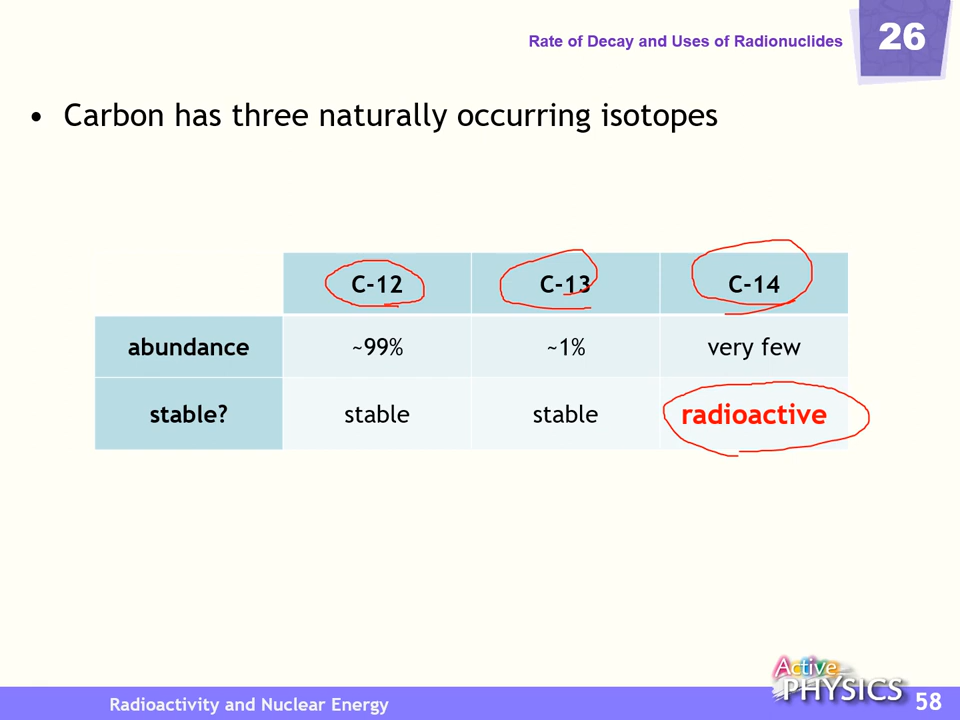 Rate of Decay and Uses of Radionuclides 26
• Carbon has three naturally occurring isotopes
C-12 C-13 C-14
abundance ~99% ~1% very few
stable? stable stable radioactive
Active
PHYSICS
Radioactivity and Nuclear Energy 58